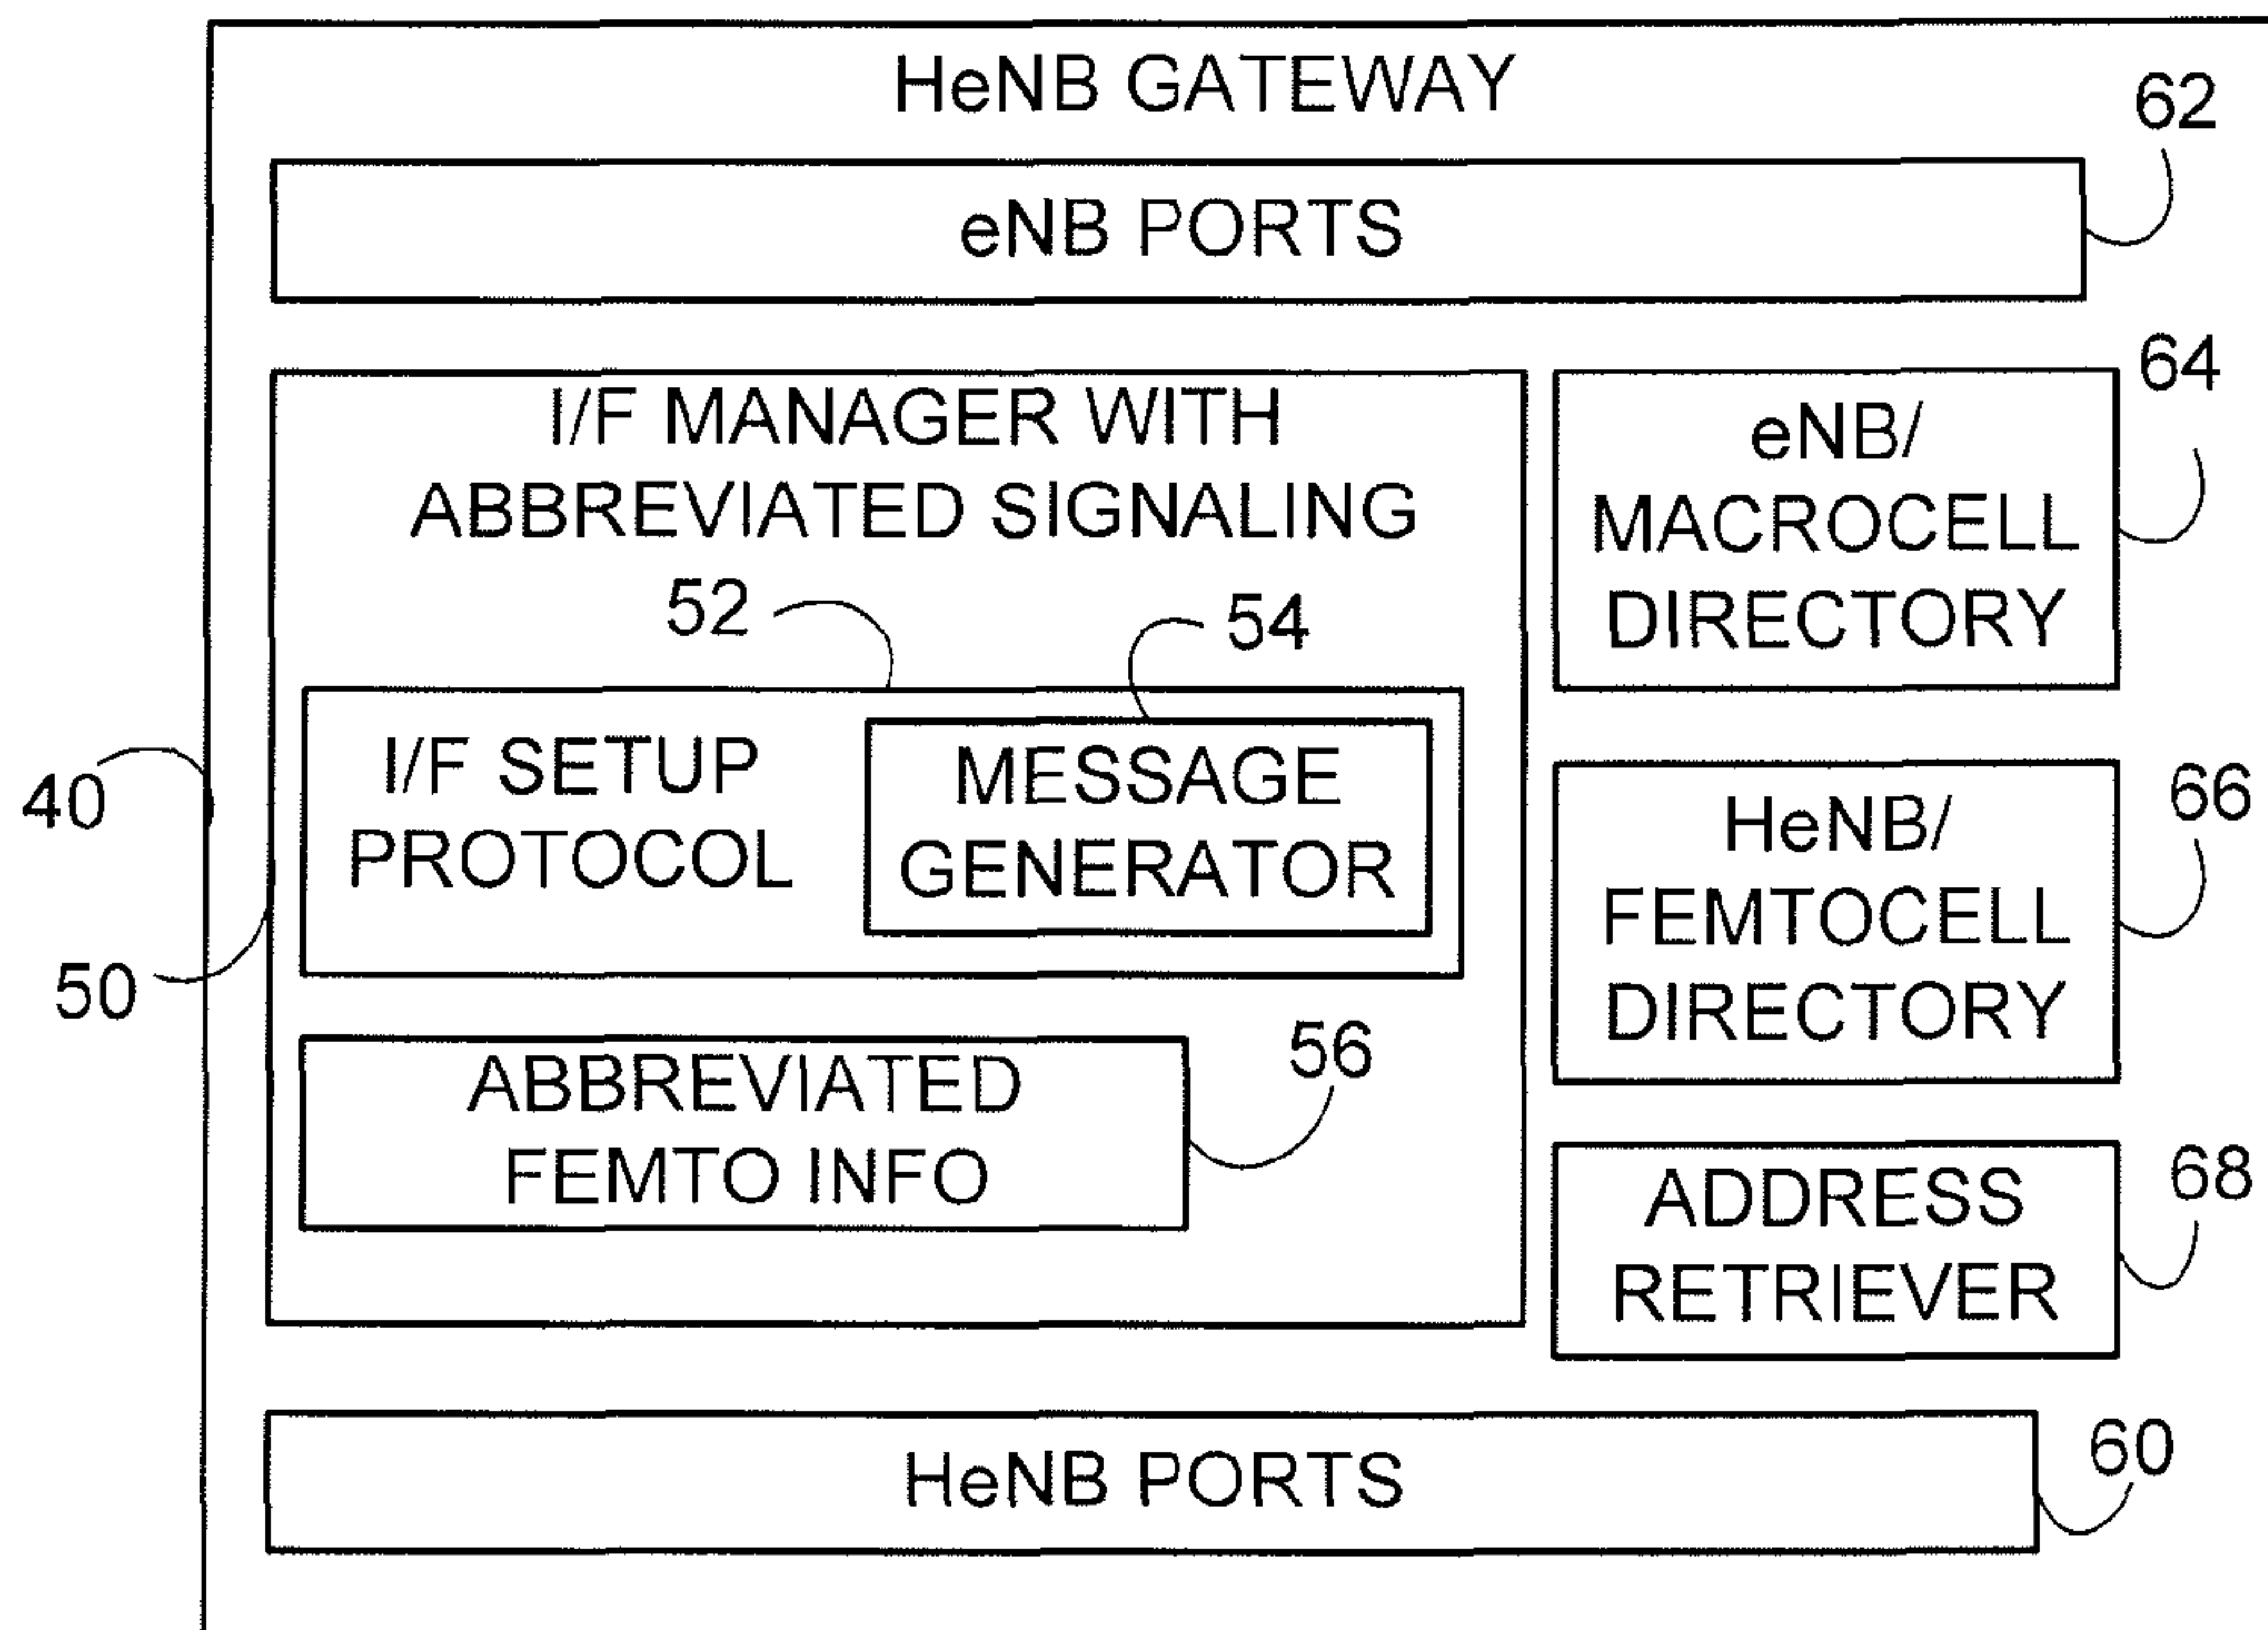 HeNB GATEWAY
62
eNB PORTS
64
I/F MANAGER WITH
ABBREVIATED SIGNALING
eNB/
MACROCELL
DIRECTORY
52
54
I/F SETUP
PROTOCOL
MESSAGE
GENERATOR
40
50
66
HeNB/
FEMTOCELL
DIRECTORY
56
ABBREVIATED
FEMTO INFO
68
ADDRESS
RETRIEVER
60
HeNB PORTS